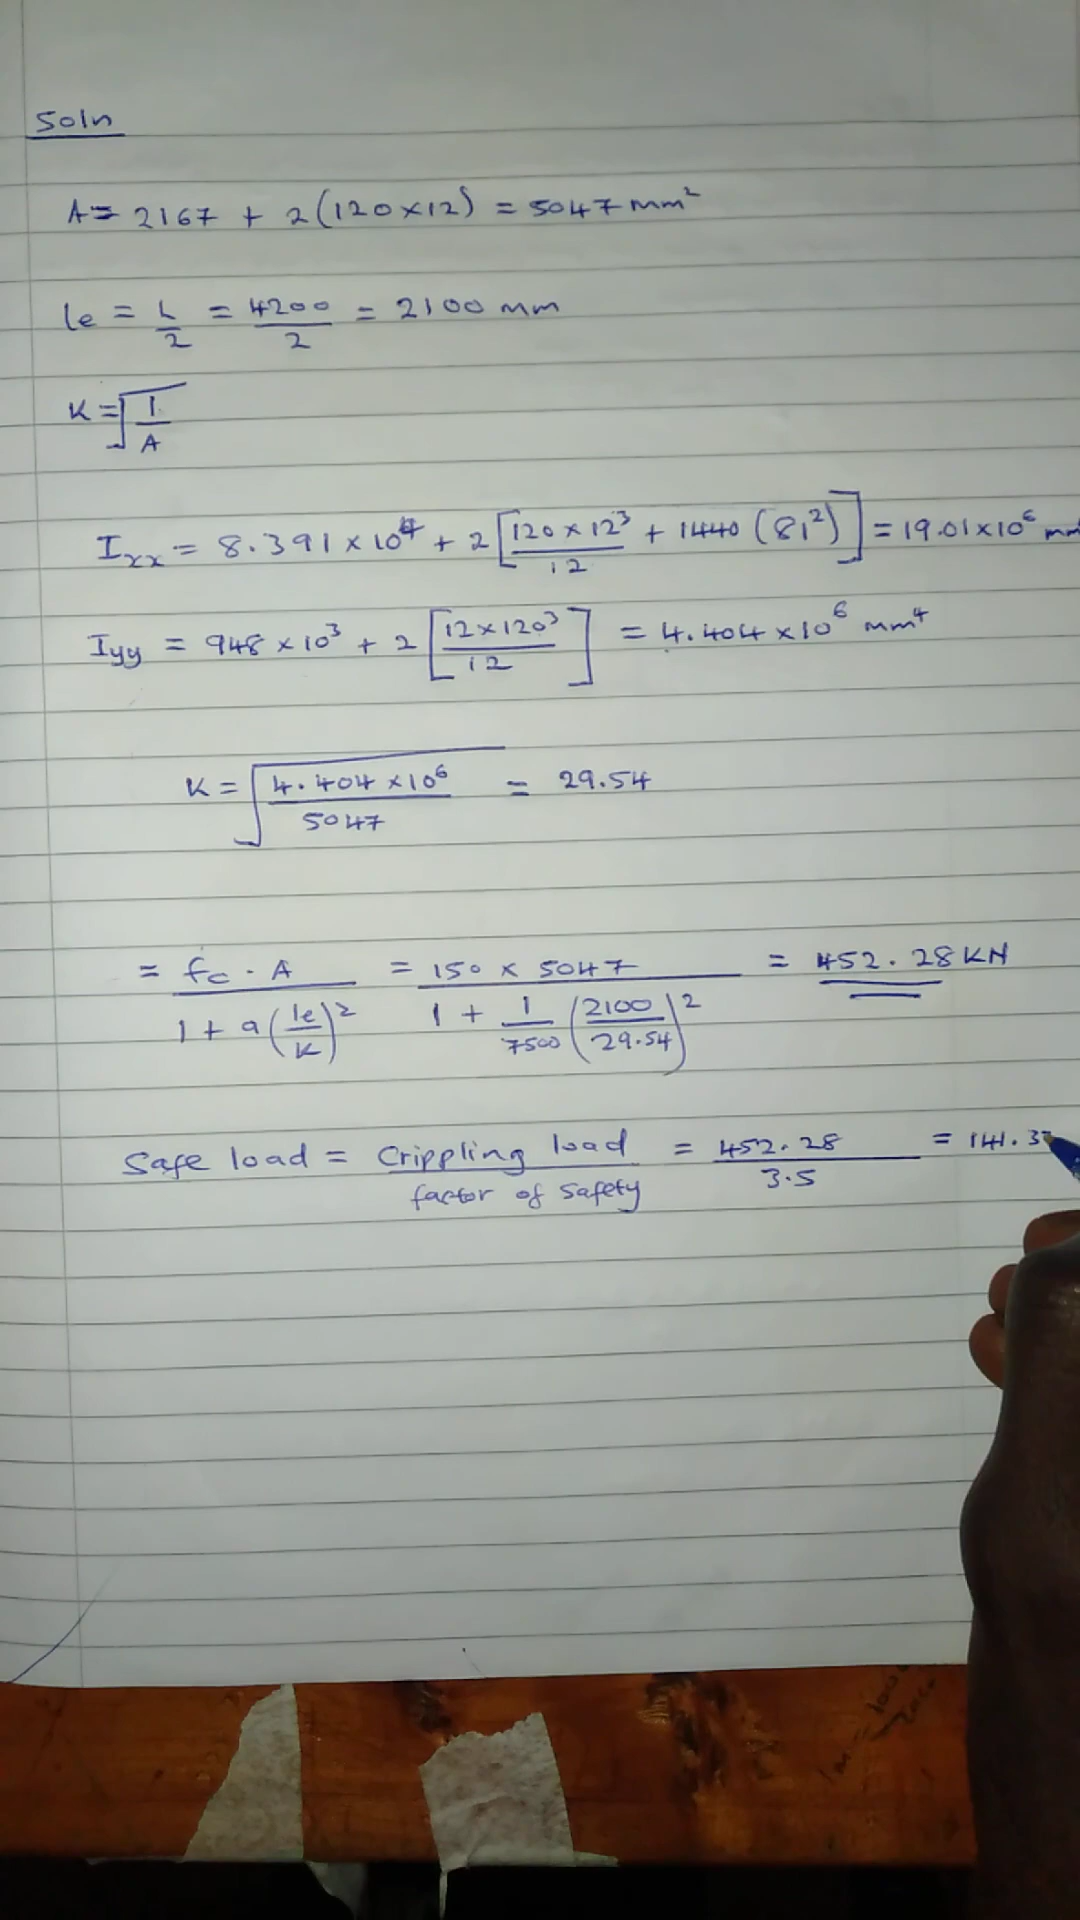 Soln
A = 2167 + 2(120×12) = 5047 mm²
le = L/2 = 4200/2 = 2100 mm
K = √(I/A)
Ixx = 8.391 × 10⁴ + 2[120 × 12³/12 + 1440 (81²)] = 19.01×10⁶ mm
Iyy = 948 × 10³ + 2[12×120³/12] = 4.404 × 10⁶ mm⁴
K = √(4.404 × 10⁶/5047) = 29.54
= fc · A/(1 + a(le/K)²) = 150 × 5047/(1 + 1/7500 (2100/29.54)²) = 452.28 KN
Safe load = Crippling load/factor of safety = 452.28/3.5 = 141.3